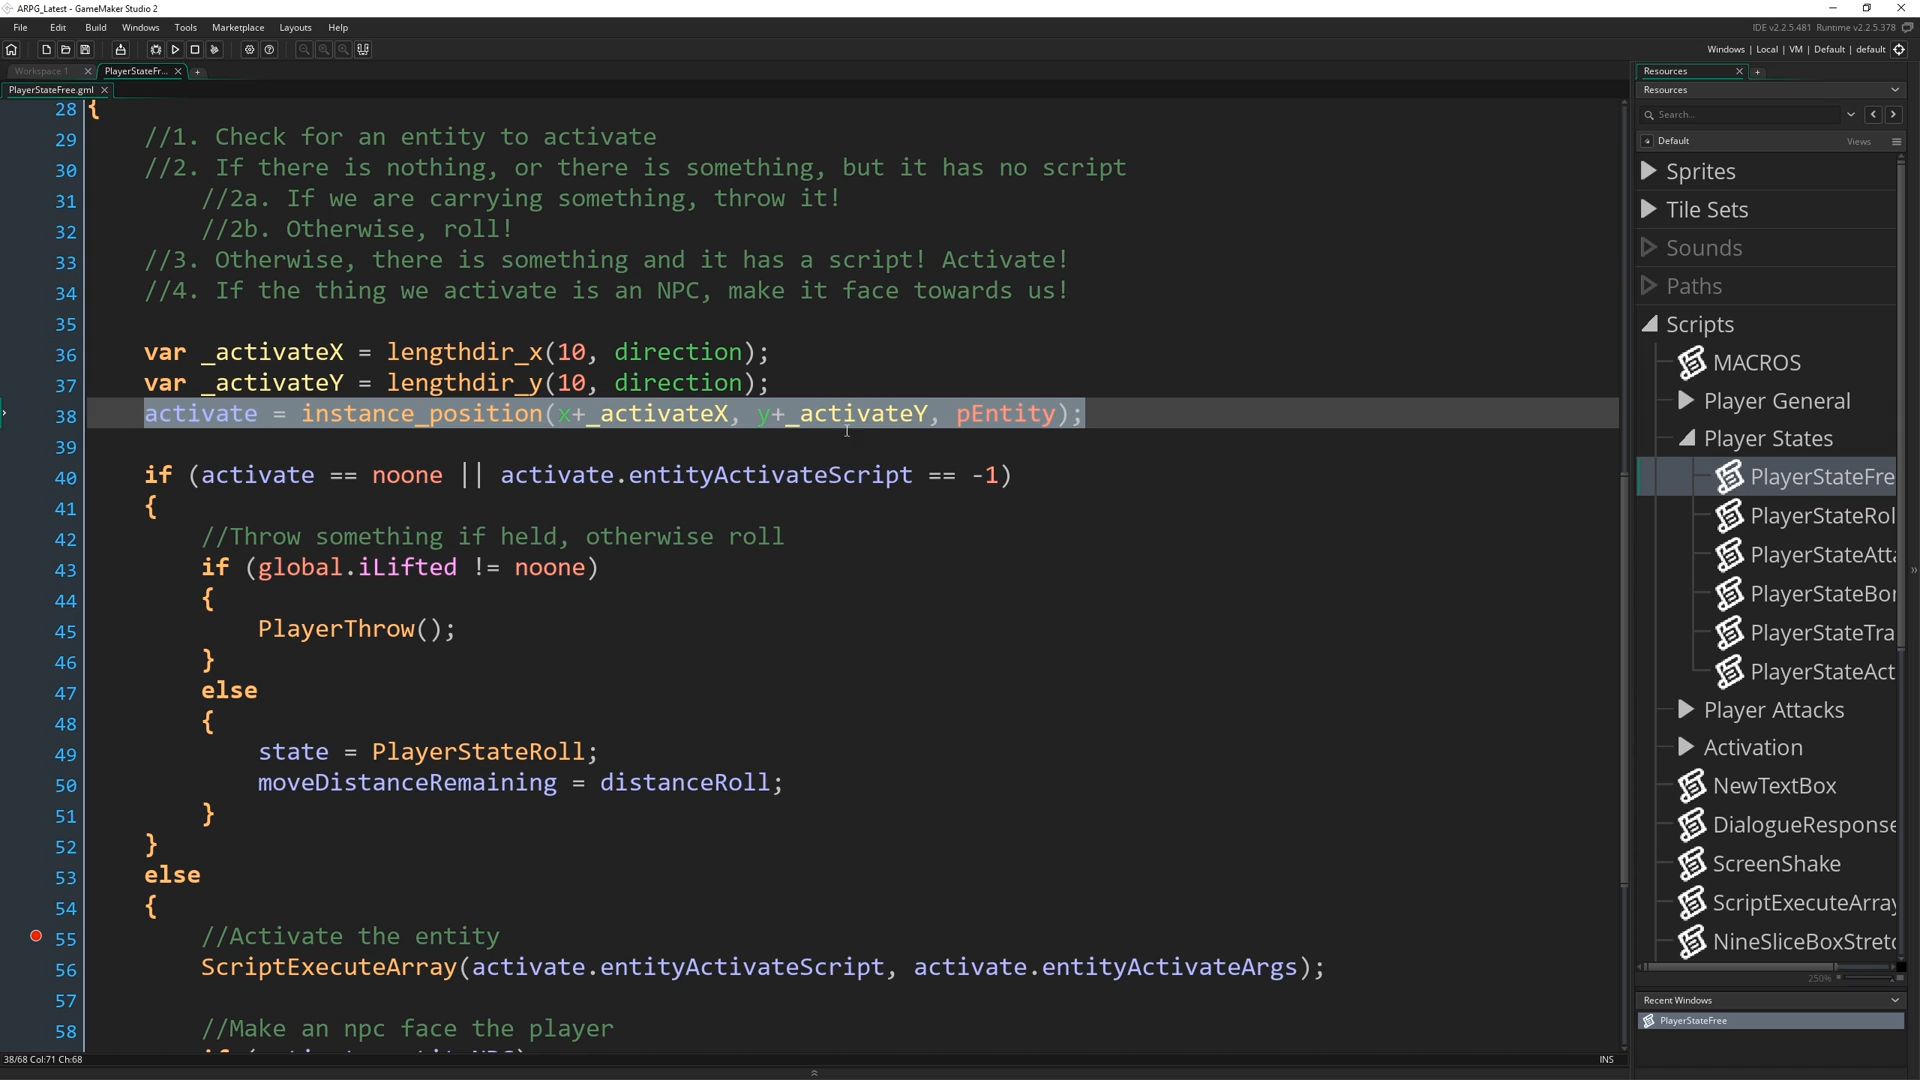 ARPG_Latest - GameMaker Studio 2
File Edit Build Windows Tools Marketplace Layouts Help
IDE v2.2.5.481 Runtime v2.2.5.378
Windows | Local | VM | Default | default
Workspace 1
PlayerStateFr...
PlayerStateFree.gml
28 {
29 //1. Check for an entity to activate
30 //2. If there is nothing, or there is something, but it has no script
31 //2a. If we are carrying something, throw it!
32 //2b. Otherwise, roll!
33 //3. Otherwise, there is something and it has a script! Activate!
34 //4. If the thing we activate is an NPC, make it face towards us!
35
36 var _activateX = lengthdir_x(10, direction);
37 var _activateY = lengthdir_y(10, direction);
38 activate = instance_position(x+_activateX, y+_activateY, pEntity);
39
40 if (activate == noone || activate.entityActivateScript == -1)
41 {
42 //Throw something if held, otherwise roll
43 if (global.iLifted != noone)
44 {
45 PlayerThrow();
46 }
47 else
48 {
49 state = PlayerStateRoll;
50 moveDistanceRemaining = distanceRoll;
51 }
52 }
53 else
54 {
55 //Activate the entity
56 ScriptExecuteArray(activate.entityActivateScript, activate.entityActivateArgs);
57
58 //Make an npc face the player
38/68 Col:71 Ch:68
INS
Resources
Resources
Search...
Default
Views
Sprites
Tile Sets
Sounds
Paths
Scripts
MACROS
Player General
Player States
PlayerStateFre
PlayerStateRol
PlayerStateAtt
PlayerStateBo
PlayerStateTra
PlayerStateAct
Player Attacks
Activation
NewTextBox
DialogueResponse
ScreenShake
ScriptExecuteArray
NineSliceBoxStret
250%
Recent Windows
PlayerStateFree